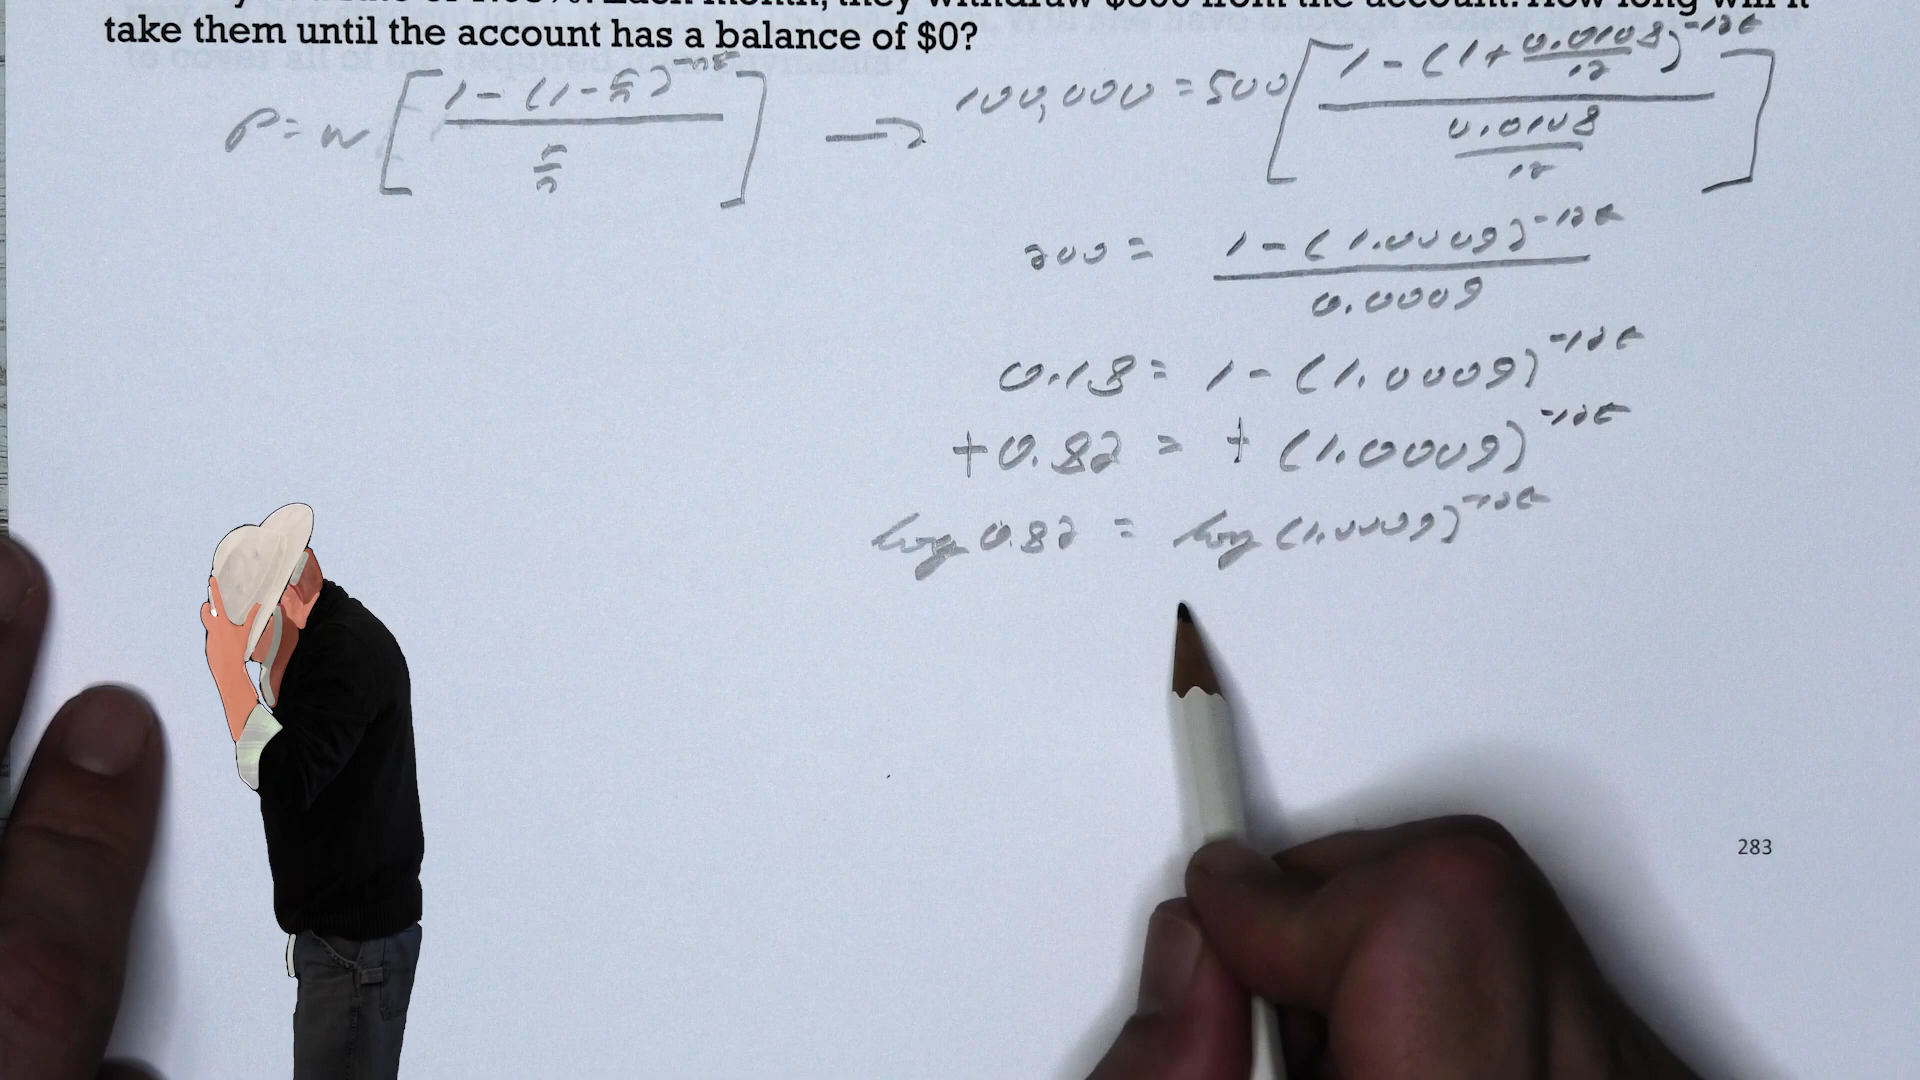 take them until the account has a balance of $0?
P = w [ 1 - (1 - r/n)^-nt / r/n ] → 100,000 = 500 [ 1 - (1 + 0.0108/12)^-12t / 0.0108/12 ]
200 = 1 - (1.0009)^-12t / 0.0009
0.18 = 1 - (1.0009)^-12t
+0.82 = + (1.0009)^-12t
log 0.82 = log (1.0009)^-12t
283